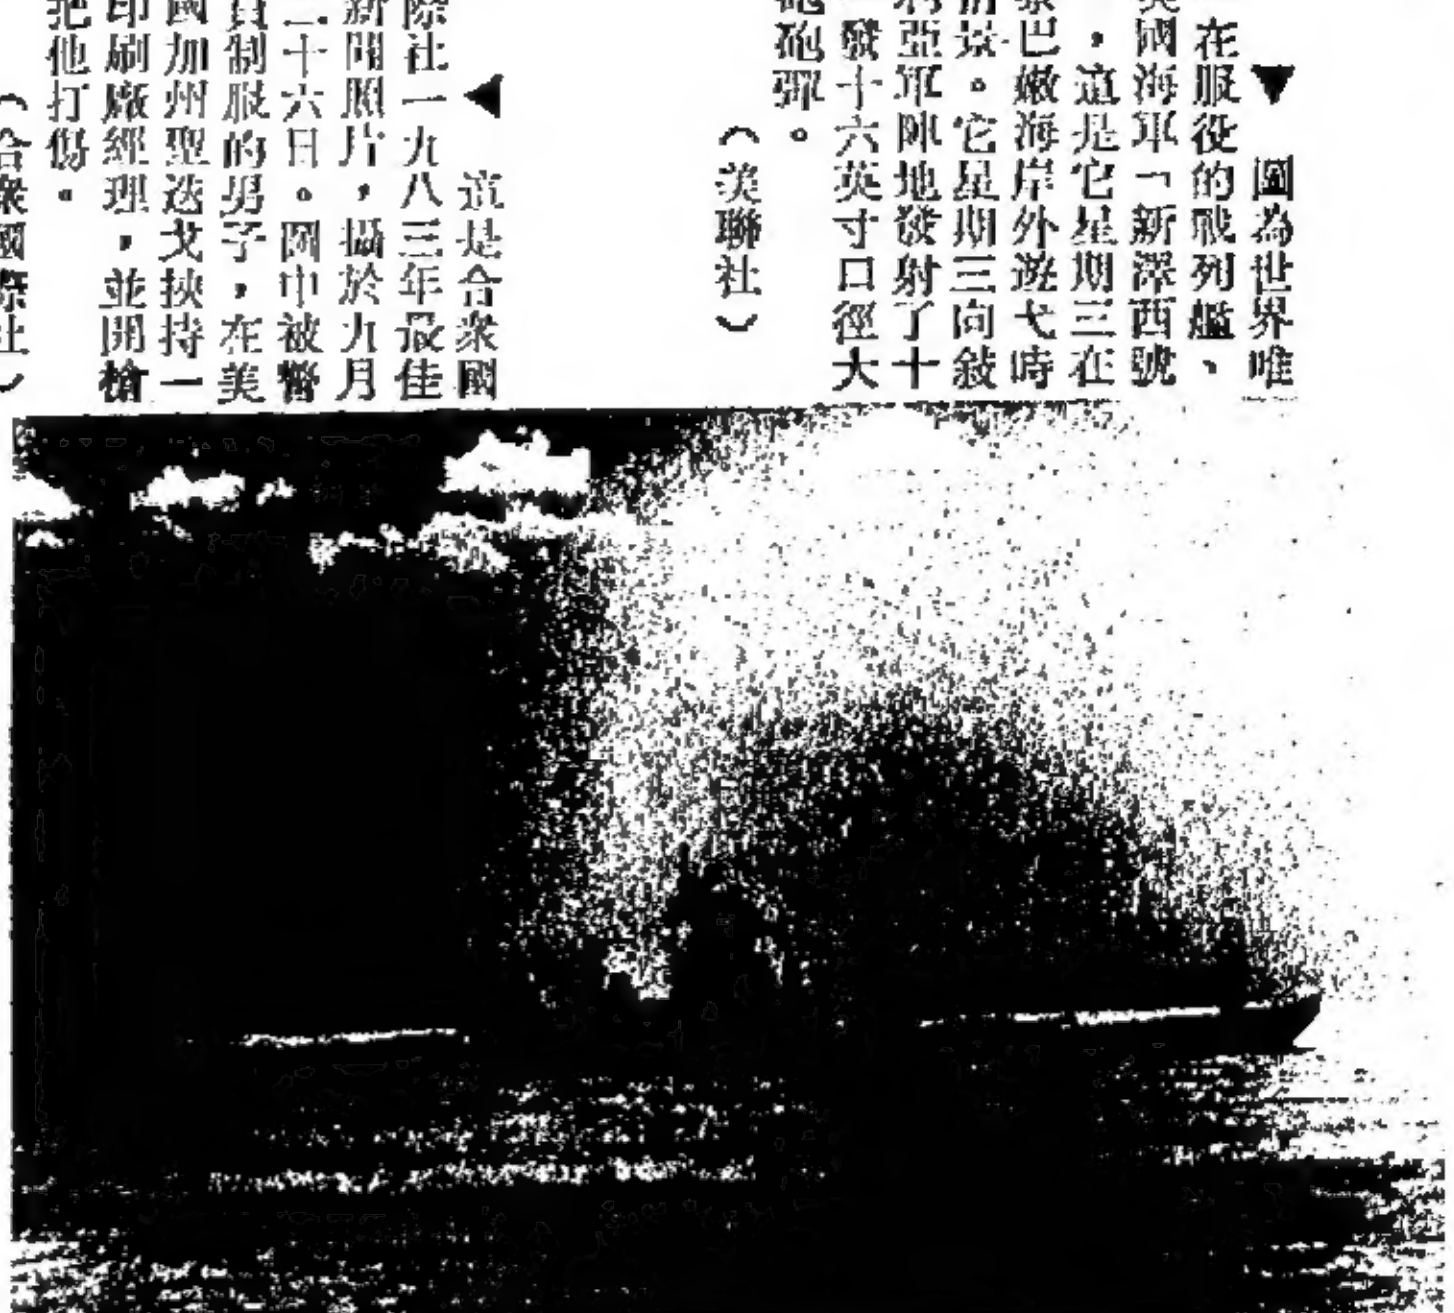 ▼ 圖為世界唯
一在服役的戰列艦、
美國海軍「新澤西號
，這是它星期三在
黎巴嫩海岸外遊弋時
情景。它星期三向敍
利亞軍陣地發射了十
一發十六英寸口徑大
砲砲彈。
（美聯社）
◀ 這是合衆國
際社一九八三年最佳
新聞照片，攝於九月
二十六日。圖中被警
員制服的男子，在美
國加州聖迭戈挾持一
印刷廠經理，並開槍
把他打傷。
（合衆國際社）